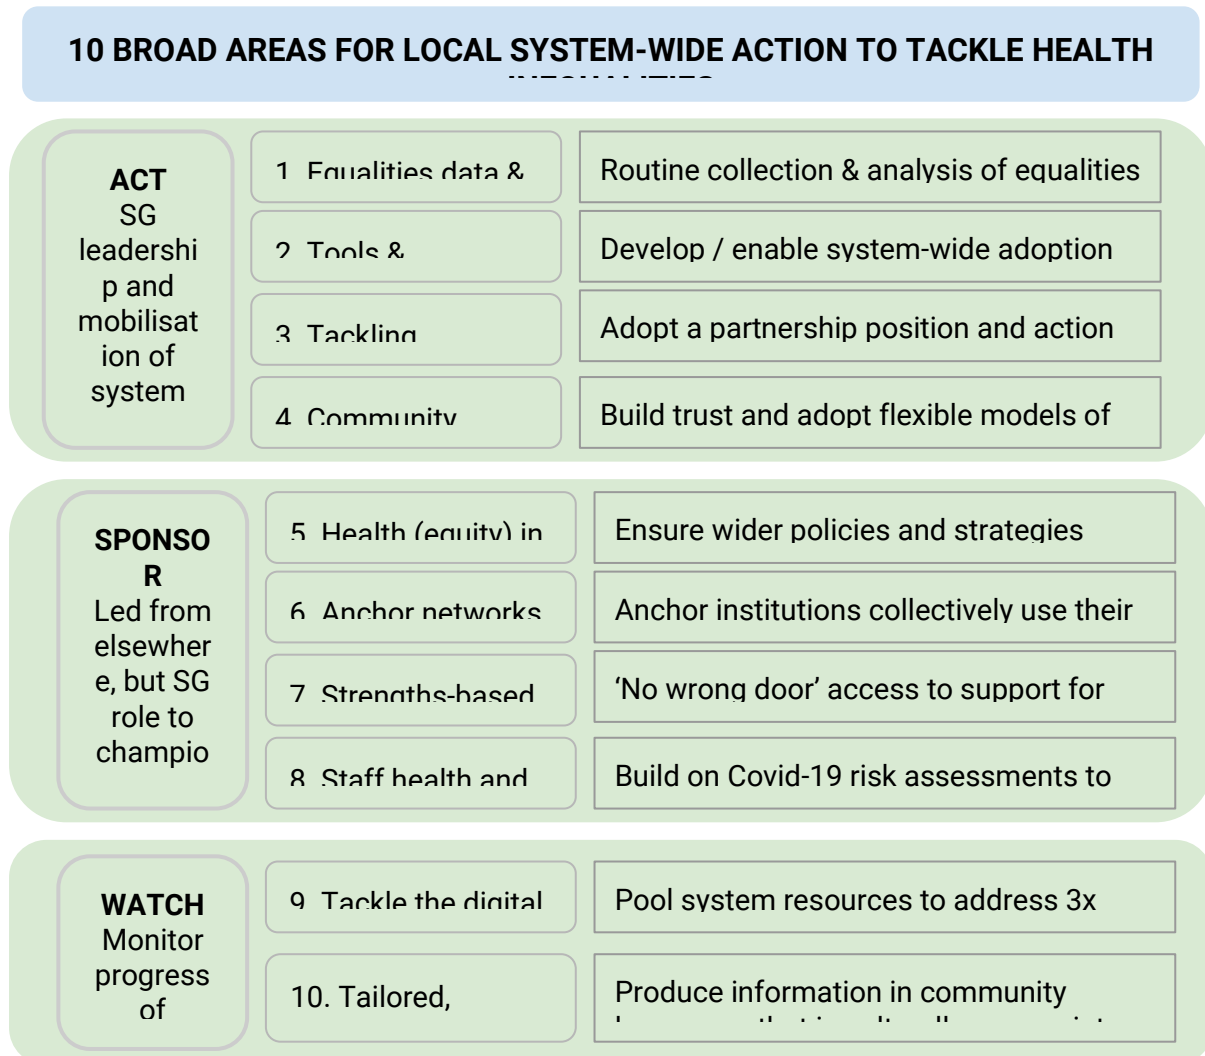 10 BROAD AREAS FOR LOCAL SYSTEM-WIDE ACTION TO TACKLE HEALTH
INEQUALITIES
ACT
SG
leadershi
p and
mobilisat
ion of
system
1. Equalities data &
Routine collection & analysis of equalities
2. Tools &
Develop / enable system-wide adoption
3. Tackling
Adopt a partnership position and action
4. Community
Build trust and adopt flexible models of
SPONSO
R
Led from
elsewher
e, but SG
role to
champio
5. Health (equity) in
Ensure wider policies and strategies
6. Anchor networks
Anchor institutions collectively use their
7. Strengths-based
‘No wrong door’ access to support for
8. Staff health and
Build on Covid-19 risk assessments to
WATCH
Monitor
progress
of
9. Tackle the digital
Pool system resources to address 3x
10. Tailored,
Produce information in community